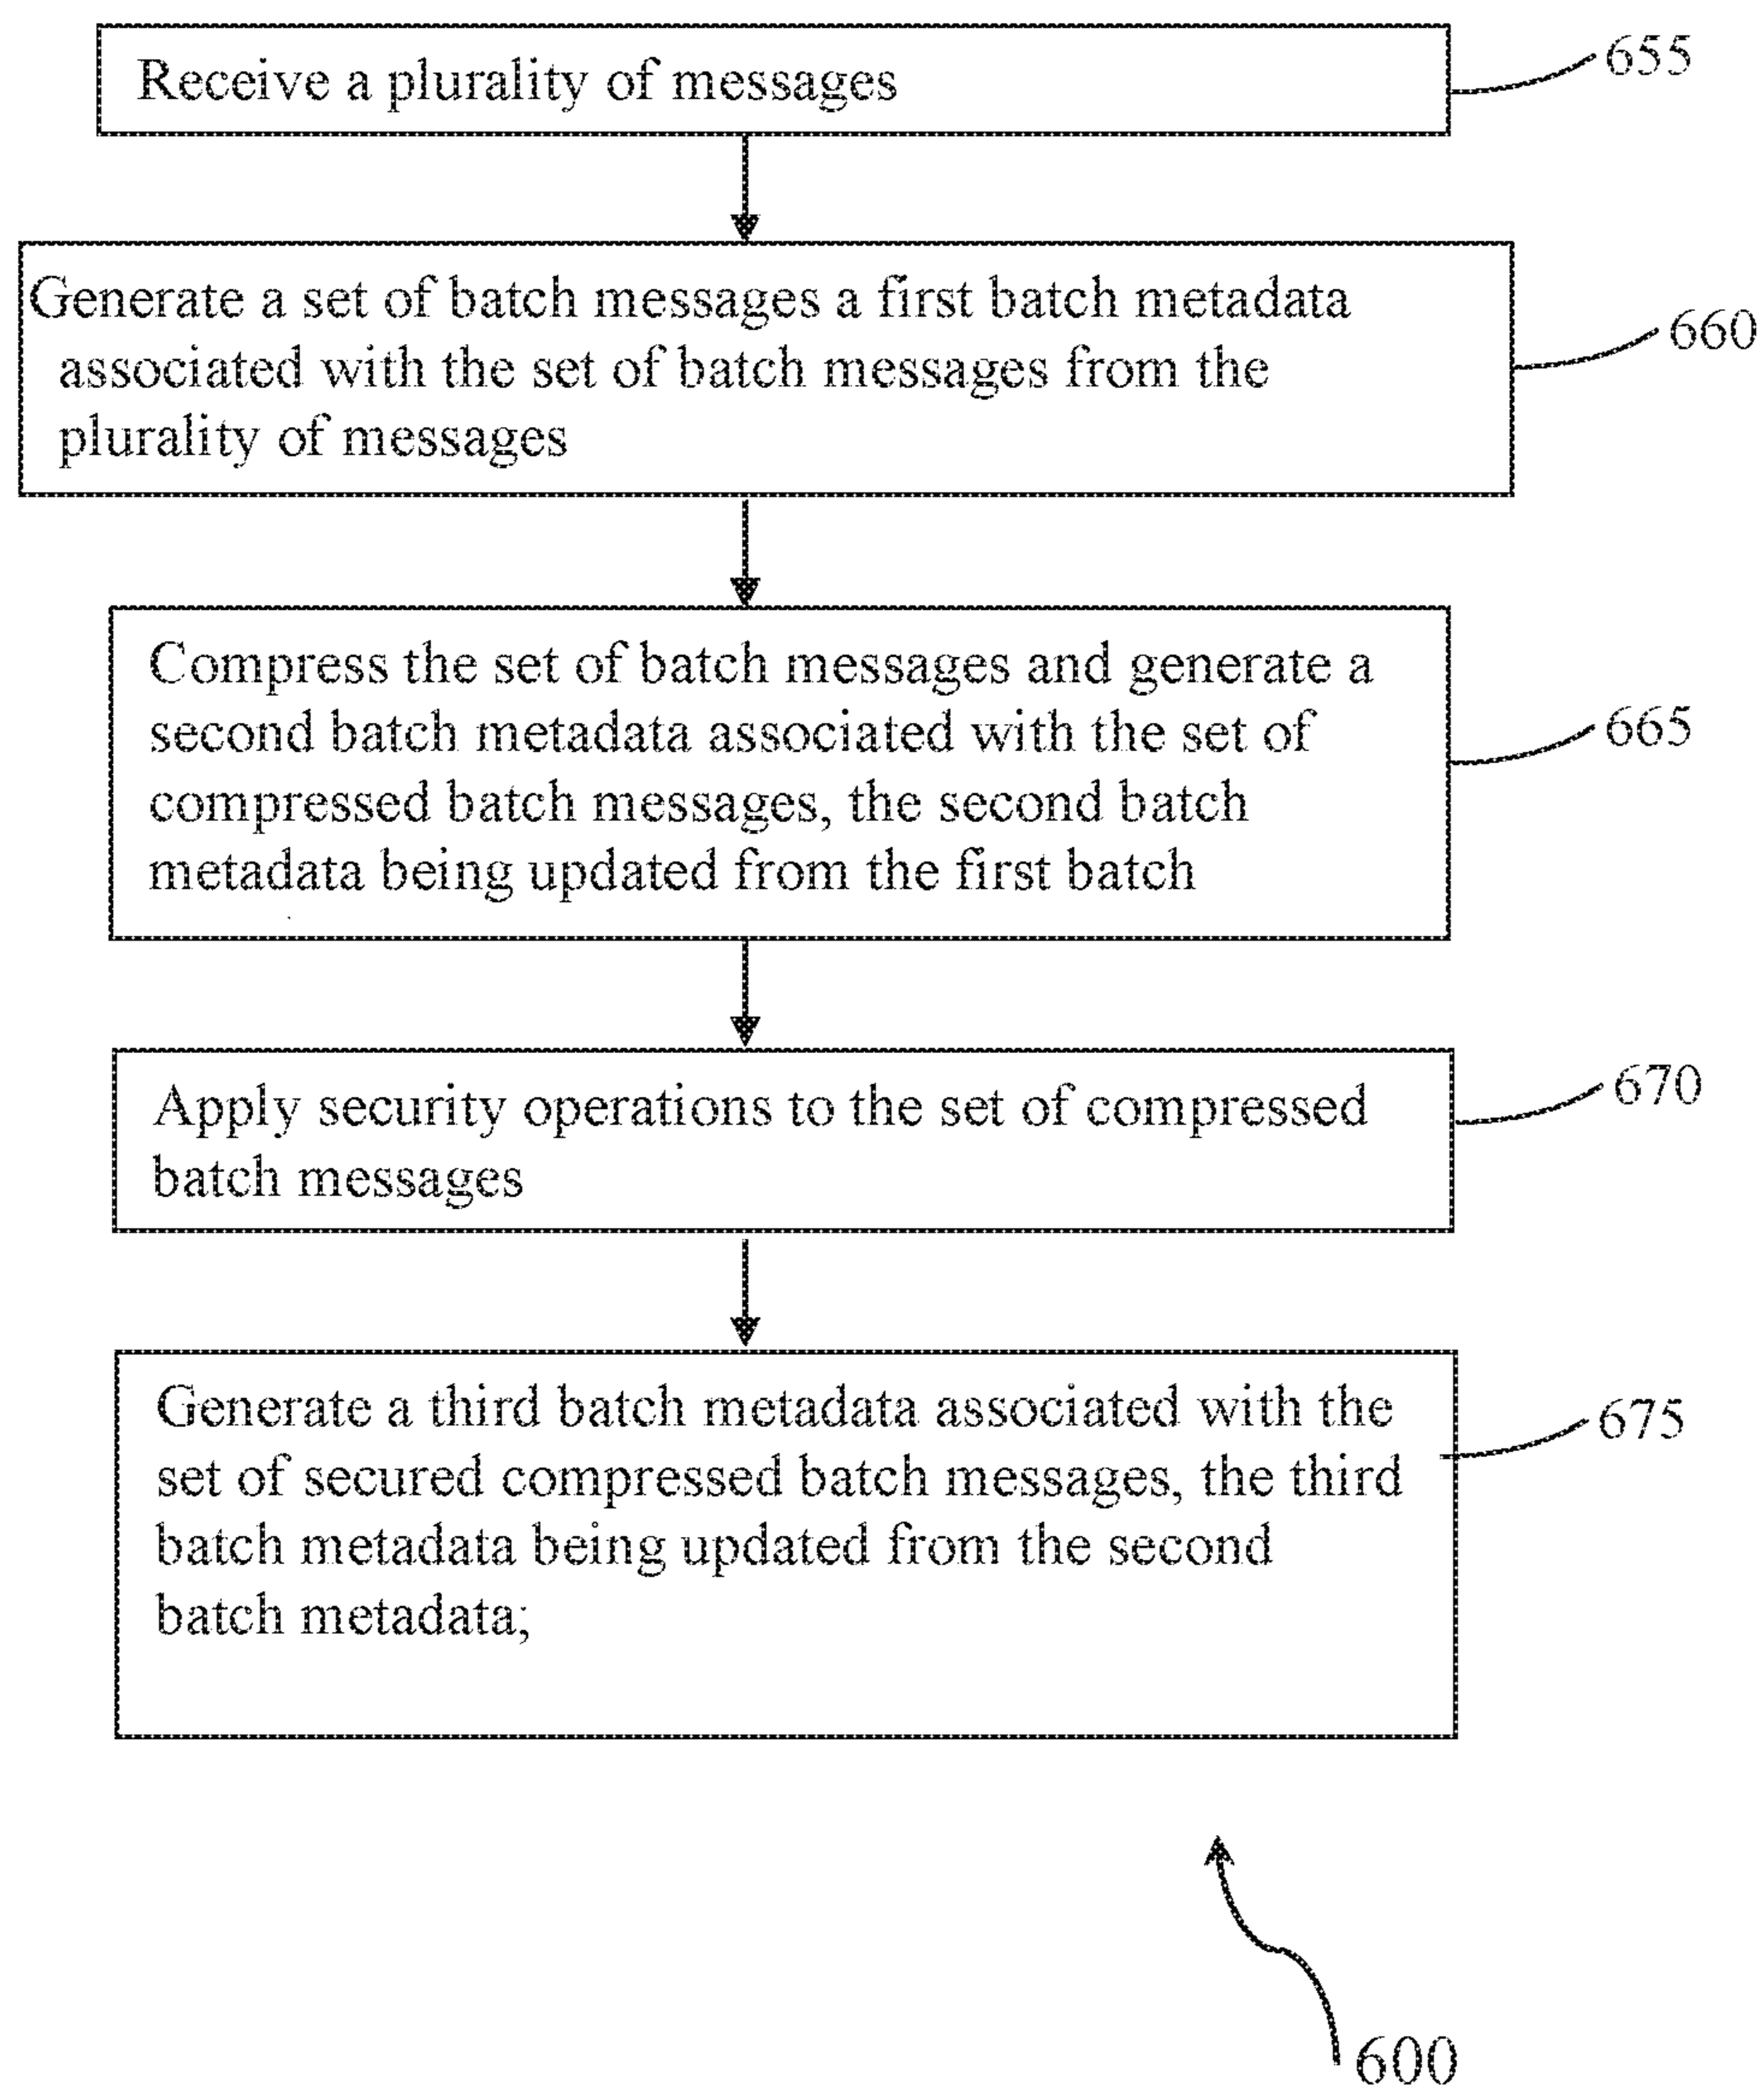 Receive a plurality of messages
655
Generate a set of batch messages a first batch metadata
associated with the set of batch messages from the
plurality of messages
660
Compress the set of batch messages and generate a
second batch metadata associated with the set of
compressed batch messages, the second batch
metadata being updated from the first batch
665
Apply security operations to the set of compressed
batch messages
670
Generate a third batch metadata associated with the
set of secured compressed batch messages, the third
batch metadata being updated from the second
batch metadata;
675
600